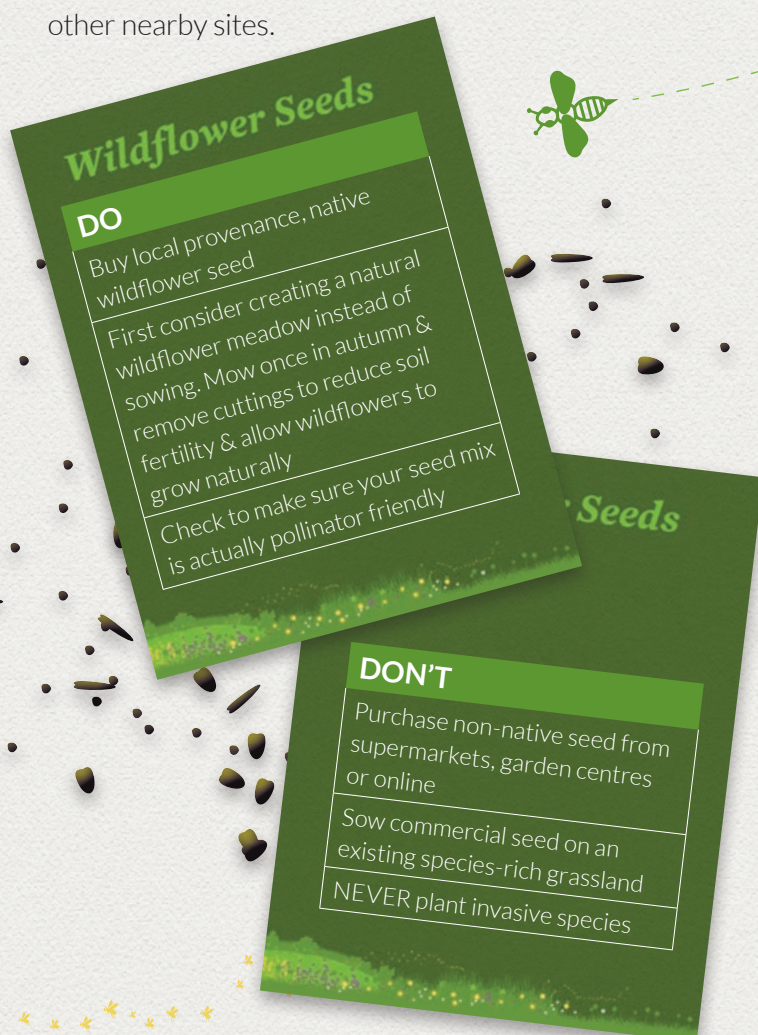 other nearby sites.
Wildflower Seeds
DO
Buy local provenance, native
wildflower seed
First consider creating a natural
wildflower meadow instead of
sowing. Mow once in autumn &
remove cuttings to reduce soil
fertility & allow wildflowers to
grow naturally
Check to make sure your seed mix
is actually pollinator friendly
Seeds
DON'T
Purchase non-native seed from
supermarkets, garden centres
or online
Sow commercial seed on an
existing species-rich grassland
NEVER plant invasive species